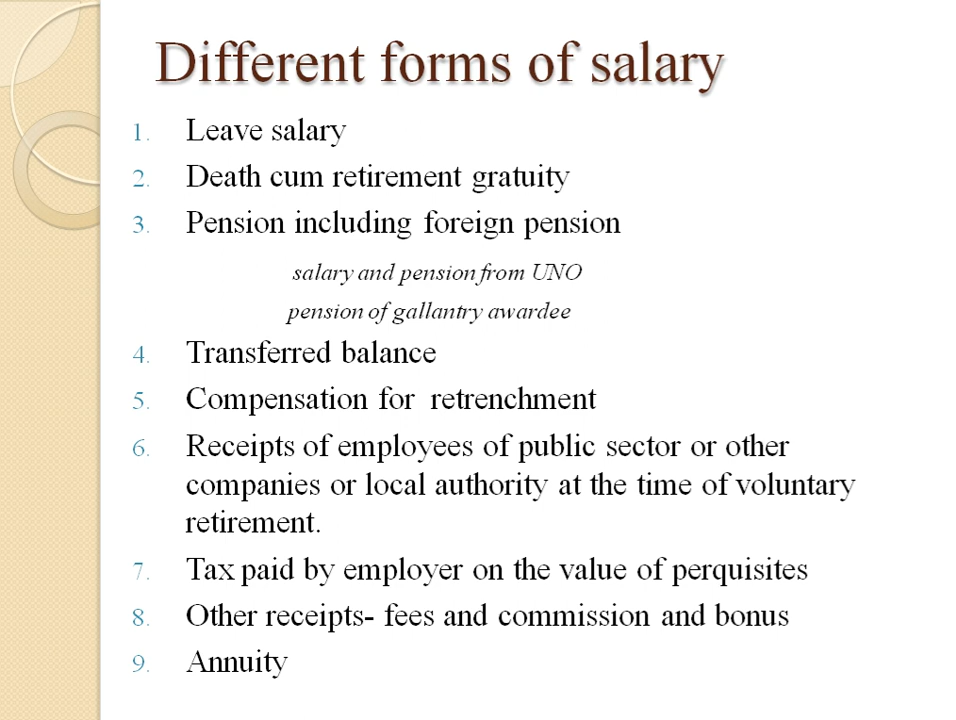 Different forms of salary
1. Leave salary
2. Death cum retirement gratuity
3. Pension including foreign pension
salary and pension from UNO
pension of gallantry awardee
4. Transferred balance
5. Compensation for retrenchment
6. Receipts of employees of public sector or other
companies or local authority at the time of voluntary
retirement.
7. Tax paid by employer on the value of perquisites
8. Other receipts- fees and commission and bonus
9. Annuity